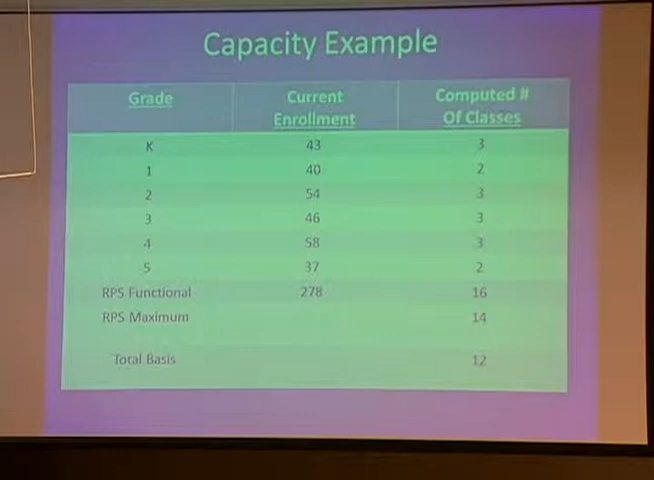 Capacity Example
Grade Current Enrollment Computed # Of Classes
K 43 3
1 40 2
2 54 3
3 46 3
4 58 3
5 37 2
RPS Functional 278 16
RPS Maximum 14
Total Basis 12